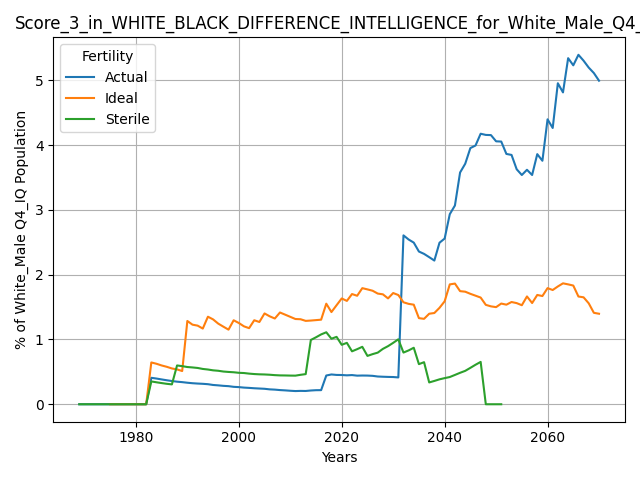 Score_3_in_WHITE_BLACK_DIFFERENCE_INTELLIGENCE_for_White_Male_Q4_
Fertility
Actual
Ideal
Sterile
% of White_Male Q4_IQ Population
5
4
3
2
1
0
1980 2000 2020 2040 2060
Years